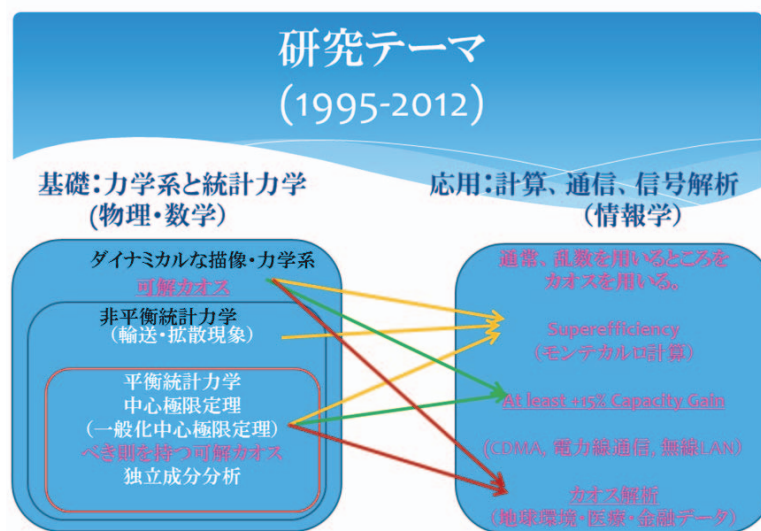 研究テーマ
(1995-2012)
基礎：力学系と統計力学
(物理・数学)
応用：計算、通信、信号解析
(情報学)
ダイナミカルな描像・力学系
可解カオス
非平衡統計力学
(輸送・拡散現象)
平衡統計力学
中心極限定理
(一般化中心極限定理)
べき則を持つ可解カオス
独立成分分析
通常、乱数を用いるところを
カオスを用いる。
Superefficiency
(モンテカルロ計算)
At least +15% Capacity Gain
(CDMA, 電力線通信, 無線LAN)
カオス解析
(地球環境・医療・金融データ)